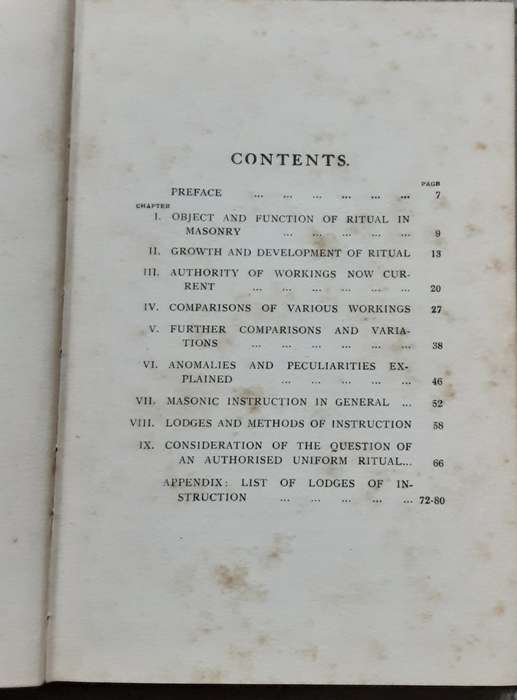 CONTENTS.
PAGE
PREFACE ... ... ... ... ... ... 7
CHAPTER
I. OBJECT AND FUNCTION OF RITUAL IN
MASONRY ... ... ... ... ... 9
II. GROWTH AND DEVELOPMENT OF RITUAL 13
III. AUTHORITY OF WORKINGS NOW CUR-
RENT ... ... ... ... ... ... 20
IV. COMPARISONS OF VARIOUS WORKINGS 27
V. FURTHER COMPARISONS AND VARIA-
TIONS ... ... ... ... ... ... 38
VI. ANOMALIES AND PECULIARITIES EX-
PLAINED ... ... ... ... ... 46
VII. MASONIC INSTRUCTION IN GENERAL ... 52
VIII. LODGES AND METHODS OF INSTRUCTION 58
IX. CONSIDERATION OF THE QUESTION OF
AN AUTHORISED UNIFORM RITUAL... 66
APPENDIX: LIST OF LODGES OF IN-
STRUCTION ... ... ... ... ... 72-80